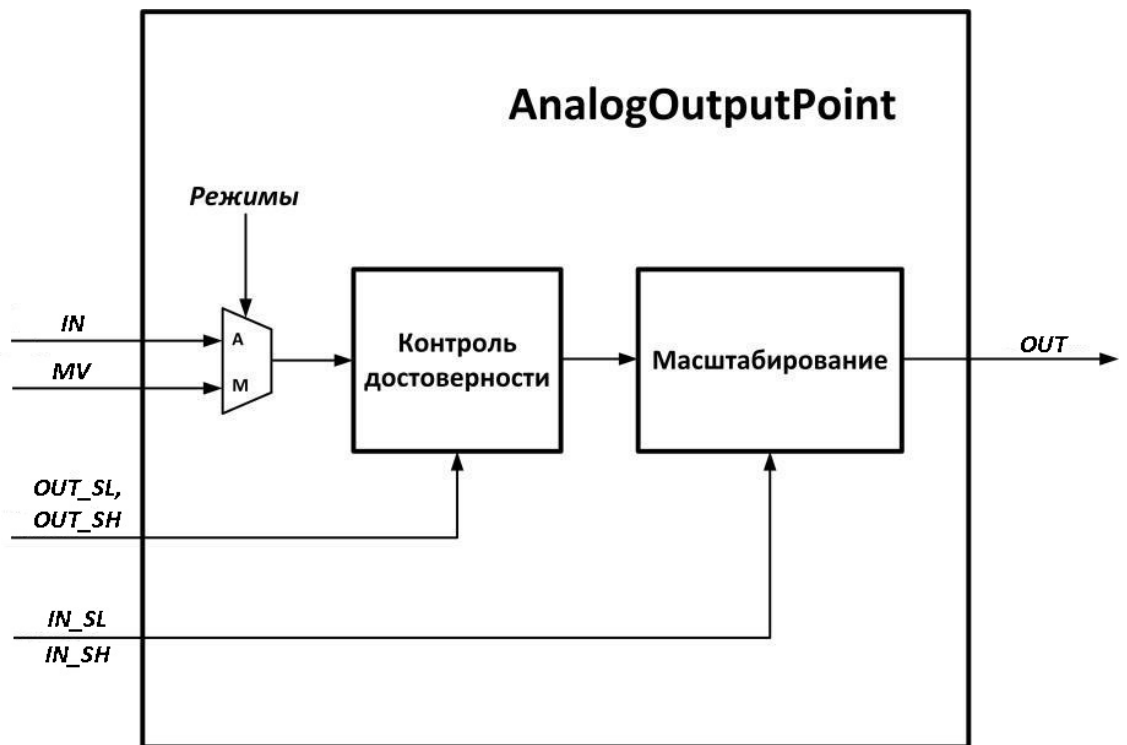 AnalogOutputPoint
Режимы
IN
A
MV
M
Контроль
достоверности
Масштабирование
OUT
OUT_SL,
OUT_SH
IN_SL
IN_SH